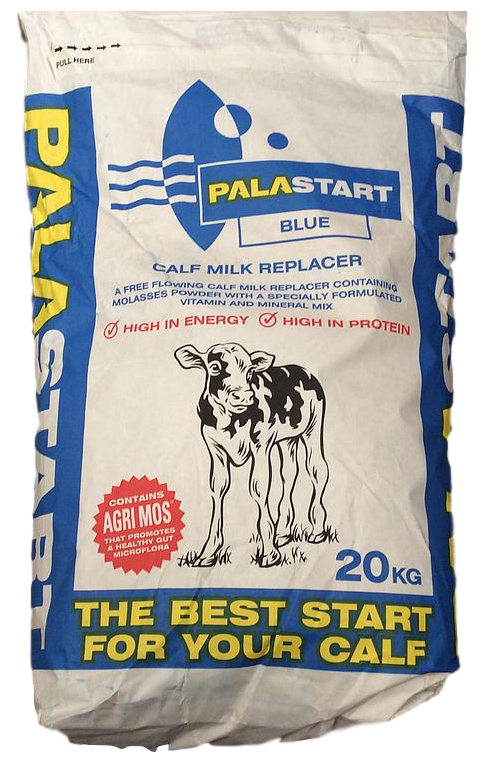 PULL HERE
PALASTART
BLUE
CALF MILK REPLACER
A FREE FLOWING CALF MILK REPLACER CONTAINING
MOLASSES POWDER WITH A SPECIALLY FORMULATED
VITAMIN AND MINERAL MIX
HIGH IN ENERGY HIGH IN PROTEIN
CONTAINS
AGRI MOS
THAT PROMOTES
A HEALTHY GUT
MICROFLORA
20KG
THE BEST START
FOR YOUR CALF
PALASTART
PALASTART